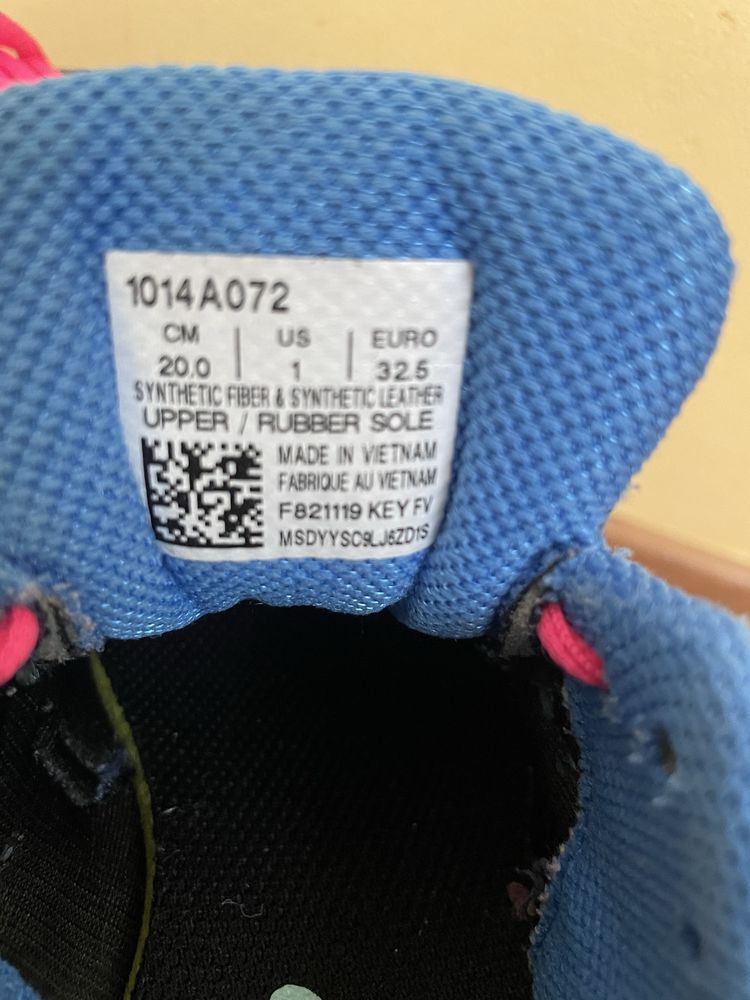 1014A072
CM | US | EURO
20.0 | 1 | 32.5
SYNTHETIC FIBER & SYNTHETIC LEATHER
UPPER / RUBBER SOLE
MADE IN VIETNAM
FABRIQUE AU VIETNAM
F821119 KEY FV
MSDYYSC9LJ6ZD1S